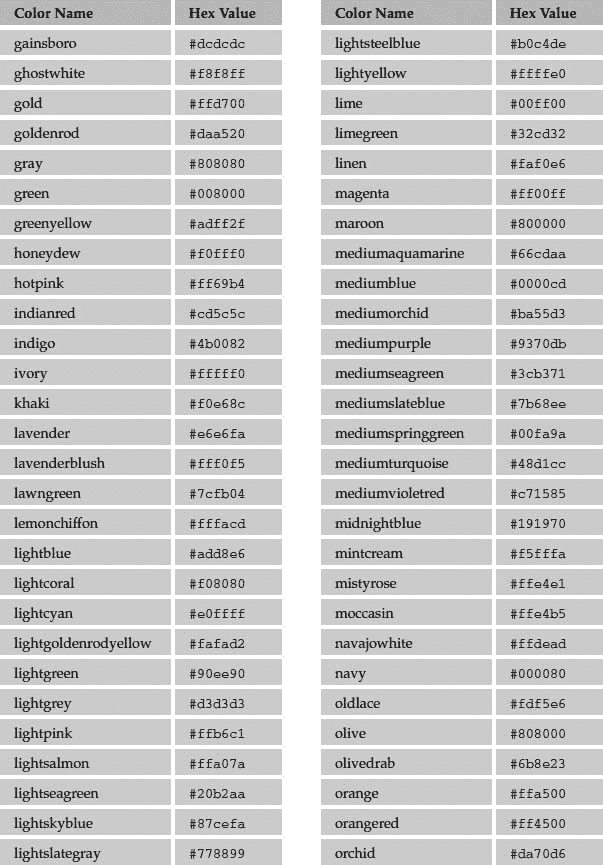 Color Name Hex Value
gainsboro #dcdcdc
ghostwhite #f8f8ff
gold #ffd700
goldenrod #daa520
gray #808080
green #008000
greenyellow #adff2f
honeydew #f0fff0
hotpink #ff69b4
indianred #cd5c5c
indigo #4b0082
ivory #fffff0
khaki #f0e68c
lavender #e6e6fa
lavenderblush #fff0f5
lawngreen #7cfb04
lemonchiffon #fffacd
lightblue #add8e6
lightcoral #f08080
lightcyan #e0ffff
lightgoldenrodyellow #fafad2
lightgreen #90ee90
lightgrey #d3d3d3
lightpink #ffb6c1
lightsalmon #ffa07a
lightseagreen #20b2aa
lightskyblue #87cefa
lightslategray #778899
Color Name Hex Value
lightsteelblue #b0c4de
lightyellow #ffffe0
lime #00ff00
limegreen #32cd32
linen #faf0e6
magenta #ff00ff
maroon #800000
mediumaquamarine #66cdaa
mediumblue #0000cd
mediumorchid #ba55d3
mediumpurple #9370db
mediumseagreen #3cb371
mediumslateblue #7b68ee
mediumspringgreen #00fa9a
mediumturquoise #48d1cc
mediumvioletred #c71585
midnightblue #191970
mintcream #f5fffa
mistyrose #ffe4e1
moccasin #ffe4b5
navajowhite #ffdead
navy #000080
oldlace #fdf5e6
olive #808000
olivedrab #6b8e23
orange #ffa500
orangered #ff4500
orchid #da70d6